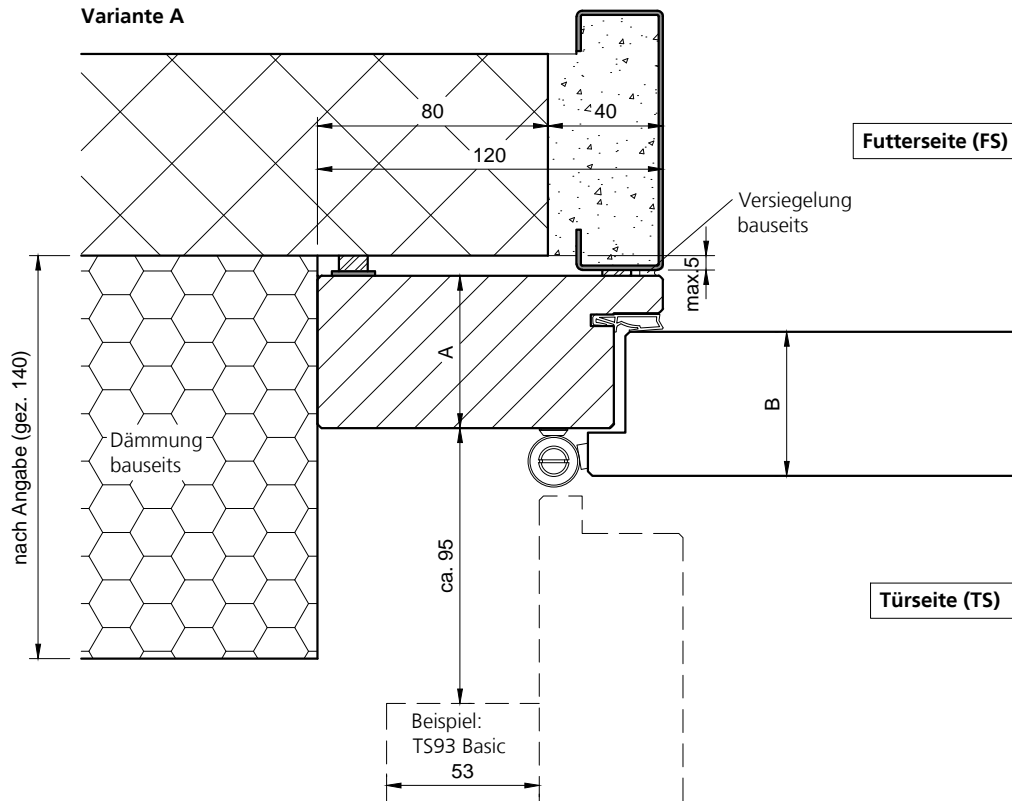 Variante A
80
40
120
Futterseite (FS)
Versiegelung
bauseits
max.5
nach Angabe (gez. 140)
A
B
Dämmung
bauseits
ca. 95
Türseite (TS)
Beispiel:
TS93 Basic
53